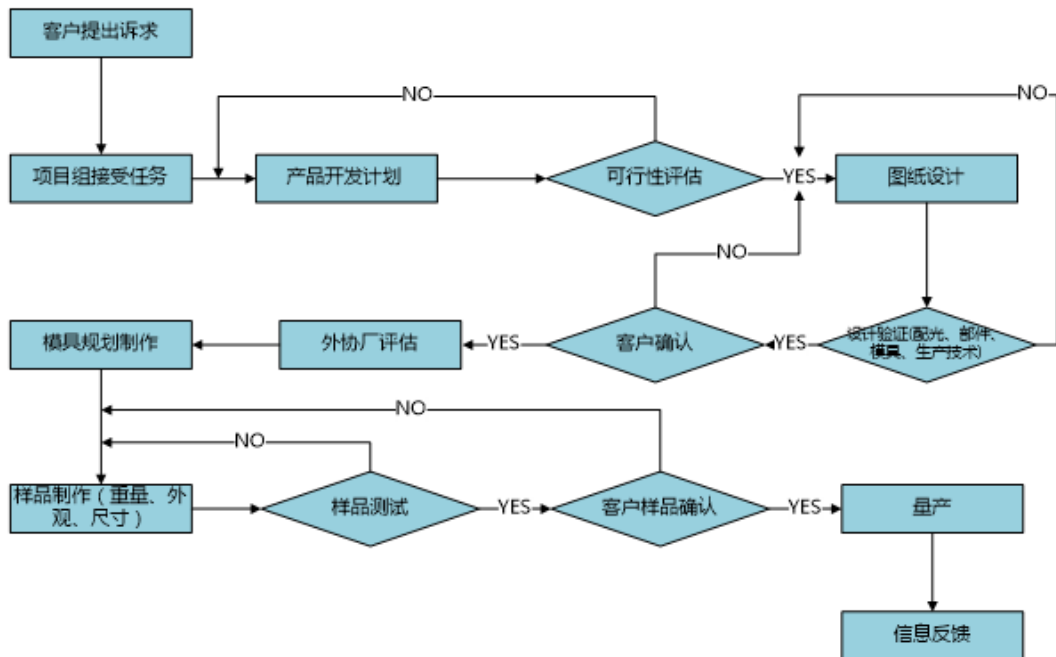 客户提出诉求
NO
NO
项目组接受任务
产品开发计划
可行性评估
YES
图纸设计
NO
模具规划制作
外协厂评估
YES
客户确认
YES
设计验证(配光、部件、
模具、生产技术)
NO
NO
样品制作（重量、外
观、尺寸）
样品测试
YES
客户样品确认
YES
量产
信息反馈